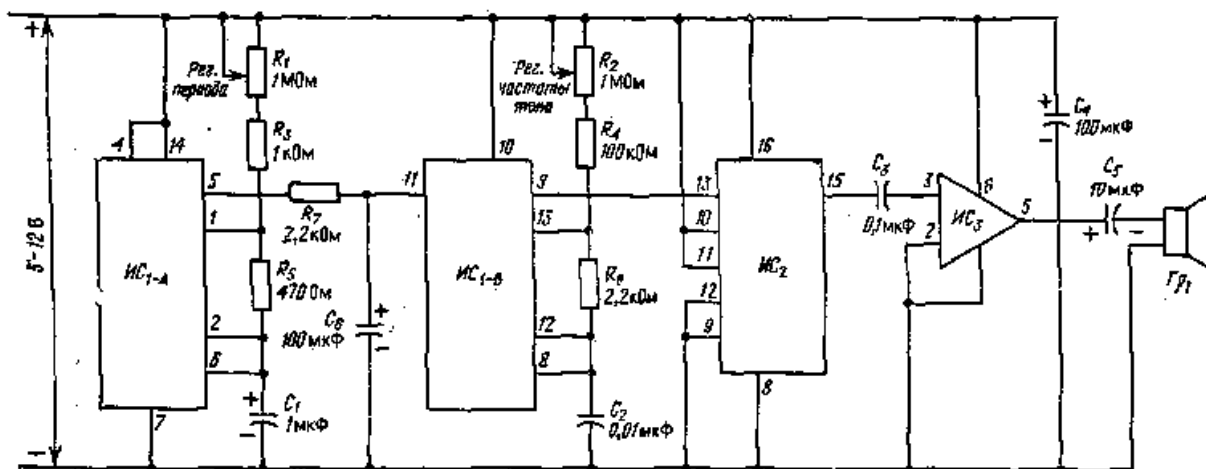 +
5-12 В
-
Рег.
периода
R1
1МОм
R3
1кОм
4
14
5
1
2
6
7
ИС1-А
R7
2,2кОм
R5
470 Ом
+
C1
1мкФ
-
C6
100мкФ
+
-
Рег.
частоты
тона
R2
1МОм
R4
100кОм
10
11
9
13
12
8
ИС1-В
R6
2,2кОм
C2
0,01мкФ
16
13
10
11
12
9
8
15
ИС2
C3
0,1мкФ
3
2
6
5
ИС3
+
C4
100мкФ
-
C5
10мкФ
+
-
Гр1